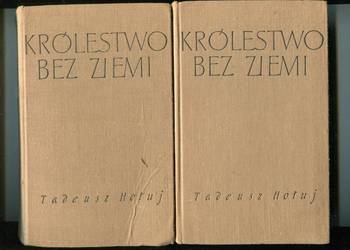 KRÓLESTWO
BEZ ZIEMI
Tadeusz Hołuj
KRÓLESTWO
BEZ ZIEMI
Tadeusz Hołuj